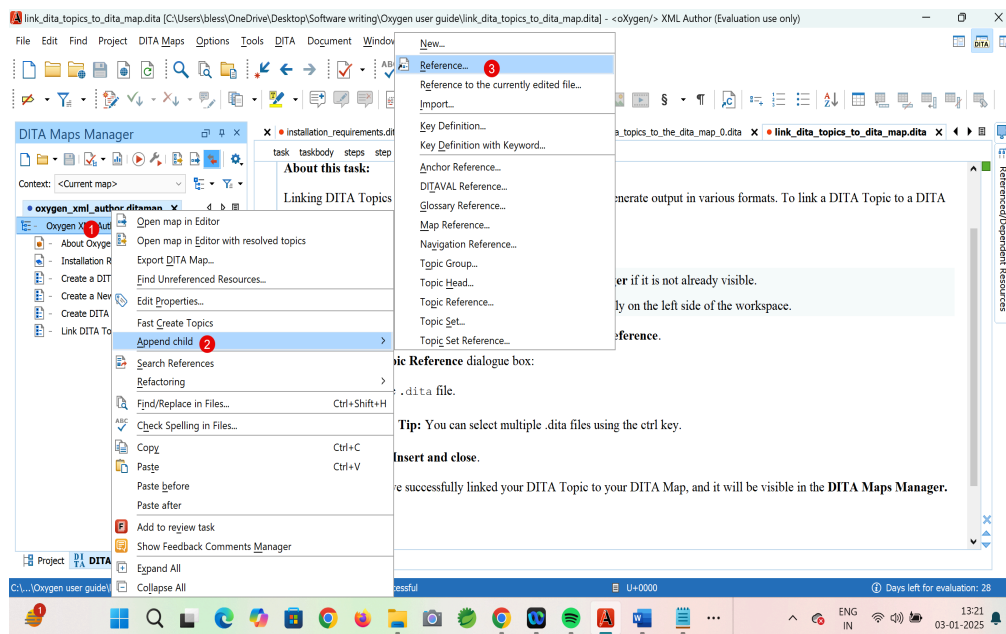 link_dita_topics_to_dita_map.dita [C:\Users\bless\OneDrive\Desktop\Software writing\Oxygen user guide\link_dita_topics_to_dita_map.dita] - <oXygen/> XML Author (Evaluation use only)
File Edit Find Project DITA Maps Options Tools DITA Document Window
DITA
DITA Maps Manager
installation_requirements.dit
a_topics_to_the_dita_map_0.dita
link_dita_topics_to_dita_map.dita
task taskbody steps step
Context: <Current map>
oxygen_xml_author.ditamap
Oxygen XML Aut
1
About Oxyge
Installation R
Create a DIT
Create a New
Create DITA
Link DITA To
Open map in Editor
Open map in Editor with resolved topics
Export DITA Map...
Find Unreferenced Resources...
Edit Properties...
Fast Create Topics
Append child
2
Search References
Refactoring
Find/Replace in Files... Ctrl+Shift+H
ABC Check Spelling in Files...
Copy Ctrl+C
Paste Ctrl+V
Paste before
Paste after
Add to review task
Show Feedback Comments Manager
Expand All
Collapse All
New...
Reference...
3
Reference to the currently edited file...
Import...
Key Definition...
Key Definition with Keyword...
Anchor Reference...
DITAVAL Reference...
Glossary Reference...
Map Reference...
Navigation Reference...
Topic Group...
Topic Head...
Topic Reference...
Topic Set...
Topic Set Reference...
About this task:
Linking DITA Topics
enerate output in various formats. To link a DITA Topic to a DITA
er if it is not already visible.
ly on the left side of the workspace.
eference.
pic Reference dialogue box:
.dita file.
Tip: You can select multiple .dita files using the ctrl key.
Insert and close.
e successfully linked your DITA Topic to your DITA Map, and it will be visible in the DITA Maps Manager.
Referenced/Dependent Resources
Project
DITA
C:\...\Oxygen user guide\l
cessful
U+0000
Days left for evaluation: 28
1
ENG
IN
13:21
03-01-2025